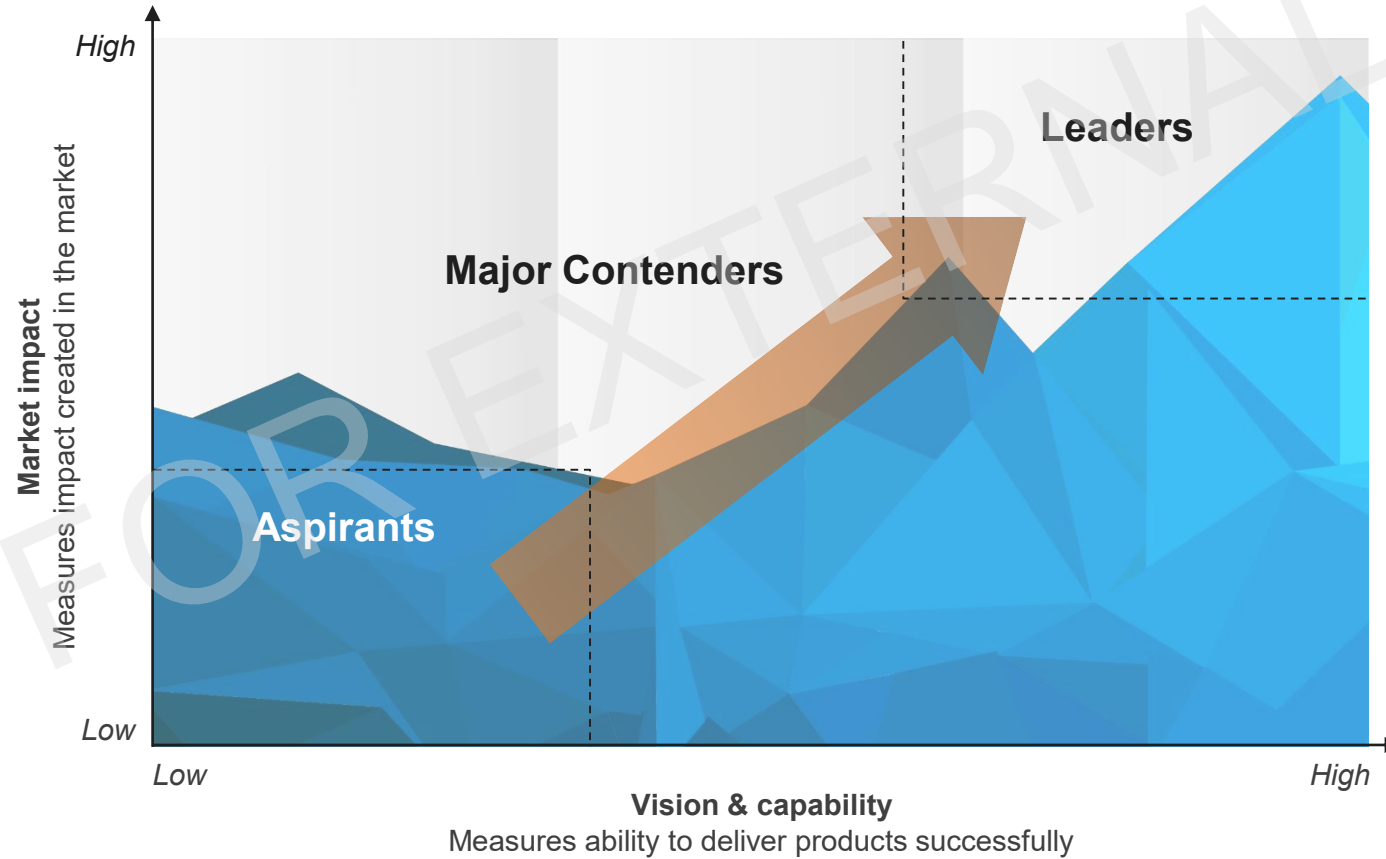 High
Market impact
Measures impact created in the market
Leaders
Major Contenders
Aspirants
FOR EXTERNAL
Low
Low
High
Vision & capability
Measures ability to deliver products successfully